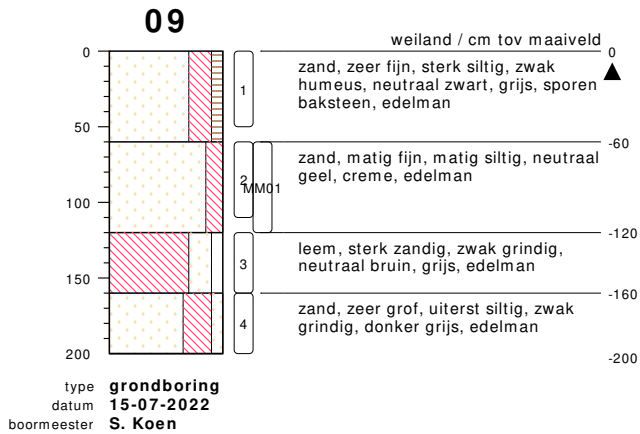 09
weiland / cm tov maaiveld
0
0
zand, zeer fijn, sterk siltig, zwak
humeus, neutraal zwart, grijs, sporen
baksteen, edelman
1
50
-60
zand, matig fijn, matig siltig, neutraal
geel, creme, edelman
2
MM01
100
-120
leem, sterk zandig, zwak grindig,
neutraal bruin, grijs, edelman
3
150
-160
zand, zeer grof, uiterst siltig, zwak
grindig, donker grijs, edelman
4
200
-200
type grondboring
datum 15-07-2022
boormeester S. Koen